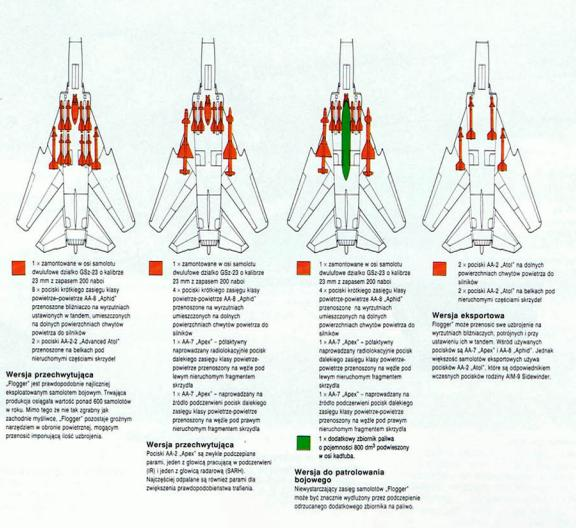 1 × zamontowane w osi samolotu
dwulufowe działko GSz-23 o kalibrze
23 mm z zapasem 200 naboi
8 × pociski krótkiego zasięgu klasy
powietrze-powietrze AA-8 „Aphid”
przenoszone bliźniaczo na wyrzutniach
ustawionych w tandem, umieszczonych
na dolnych powierzchniach chwytów
powietrza do silników
2 × pociski AA-2-2 „Advanced Atol”
przenoszone na belkach pod
nieruchomymi częściami skrzydeł
Wersja przechwytująca
„Flogger” jest prawdopodobnie najliczniej
eksploatowanym samolotem bojowym. Trwająca
produkcja osiągała wartość ponad 600 samolotów
w roku. Mimo tego że nie tak zgrabny jak
zachodnie myśliwce, „Flogger” pozostaje groźnym
narzędziem w obronie powietrznej, mogącym
przenosić imponującą ilość uzbrojenia.
1 × zamontowane w osi samolotu
dwulufowe działko GSz-23 o kalibrze
23 mm z zapasem 200 naboi
4 × pociski krótkiego zasięgu klasy
powietrze-powietrze AA-8 „Aphid”
przenoszone na wyrzutniach
umieszczonych na dolnych
powierzchniach chwytów powietrza do
silników
1 × AA-7 „Apex” – półaktywny
naprowadzany radiolokacyjnie pocisk
dalekiego zasięgu klasy powietrze-
powietrze przenoszony na węźle pod
lewym nieruchomym fragmentem
skrzydła
1 × AA-7 „Apex” – naprowadzany na
źródło podczerwieni pocisk dalekiego
zasięgu klasy powietrze-powietrze
przenoszony na węźle pod prawym
nieruchomym fragmentem skrzydła
Wersja przechwytująca
Pociski AA-2 „Apex” są zwykle podczepiane
parami, jeden z głowicą pracującą w podczerwieni
(IR) i jeden z głowicą radarową (SARH).
Najczęściej odpalane są również parami dla
zwiększenia prawdopodobieństwa trafienia.
1 × zamontowane w osi samolotu
dwulufowe działko GSz-23 o kalibrze
23 mm z zapasem 200 naboi
4 × pociski krótkiego zasięgu klasy
powietrze-powietrze AA-8 „Aphid”
przenoszone na wyrzutniach
umieszczonych na dolnych
powierzchniach chwytów powietrza do
silników
1 × AA-7 „Apex” – półaktywny
naprowadzany radiolokacyjnie pocisk
dalekiego zasięgu klasy powietrze-
powietrze przenoszony na węźle pod
lewym nieruchomym fragmentem
skrzydła
1 × AA-7 „Apex” – naprowadzany na
źródło podczerwieni pocisk dalekiego
zasięgu klasy powietrze-powietrze
przenoszony na węźle pod prawym
nieruchomym fragmentem skrzydła
1 × dodatkowy zbiornik paliwa
o pojemności 800 dm³ podwieszony
w osi kadłuba.
Wersja do patrolowania
bojowego
Niewystarczający zasięg samolotów „Flogger”
może być znacznie wydłużony przez podczepienie
odrzucanego dodatkowego zbiornika na paliwo.
2 × pociski AA-2 „Atol” na dolnych
powierzchniach chwytów powietrza do
silników
2 × pociski AA-2 „Atol” na belkach pod
nieruchomymi częściami skrzydeł
Wersja eksportowa
Flogger” może przenosić swe uzbrojenie na
wyrzutniach bliźniaczych, potrójnych i przy
ustawieniu ich w tandem. Wśród używanych
pocisków są AA-7 „Apex” i AA-8 „Aphid”. Jednak
większość samolotów eksportowych używa
pocisków AA-2 „Atol”, które są odpowiednikiem
wczesnych pocisków rodziny AIM-9 Sidewinder.